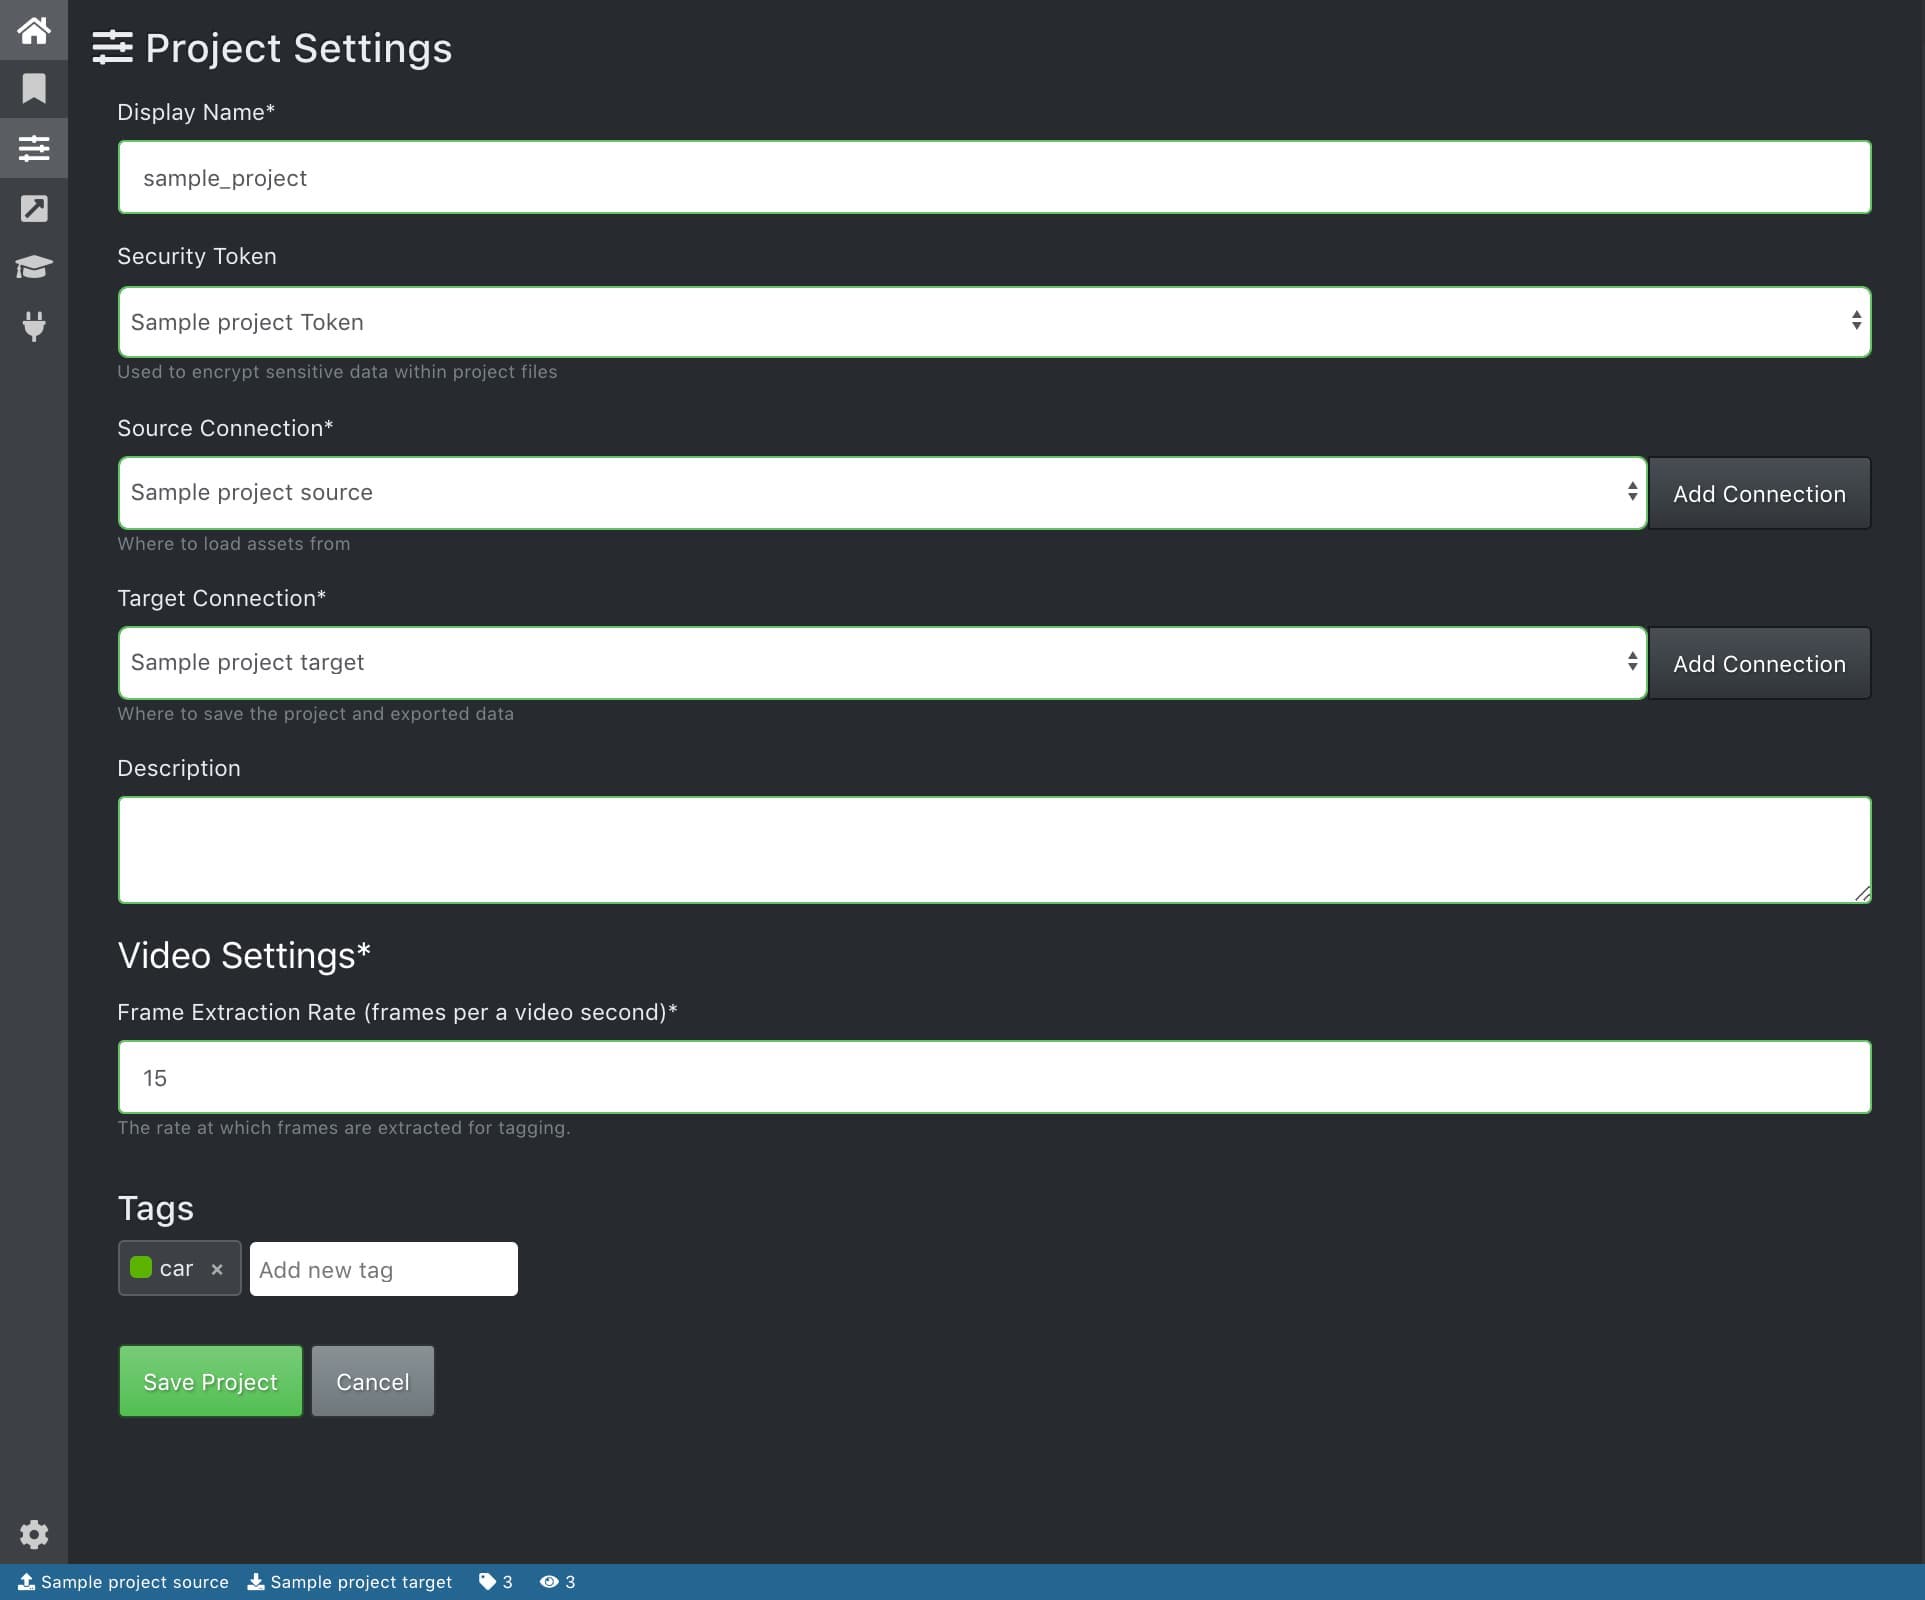 Project Settings
Display Name*
sample_project
Security Token
Sample project Token
Used to encrypt sensitive data within project files
Source Connection*
Sample project source
Add Connection
Where to load assets from
Target Connection*
Sample project target
Add Connection
Where to save the project and exported data
Description
Video Settings*
Frame Extraction Rate (frames per a video second)*
15
The rate at which frames are extracted for tagging.
Tags
car ×
Add new tag
Save Project
Cancel
Sample project source
Sample project target
3
3